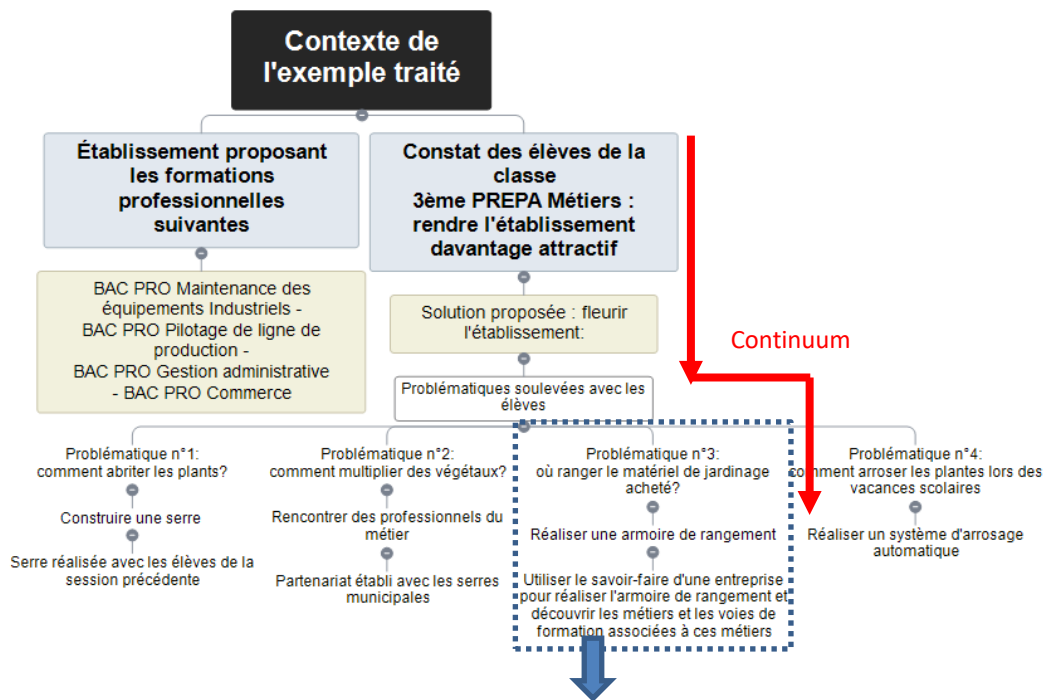 Contexte de
l'exemple traité
Établissement proposant
les formations
professionnelles
suivantes
Constat des élèves de la
classe
3ème PREPA Métiers :
rendre l'établissement
davantage attractif
BAC PRO Maintenance des
équipements Industriels -
BAC PRO Pilotage de ligne de
production -
BAC PRO Gestion administrative
- BAC PRO Commerce
Solution proposée : fleurir
l'établissement:
Continuum
Problématiques soulevées avec les
élèves
Problématique n°1:
comment abriter les plants?
Construire une serre
Serre réalisée avec les élèves de la
session précédente
Problématique n°2:
comment multiplier des végétaux?
Rencontrer des professionnels du
métier
Partenariat établi avec les serres
municipales
Problématique n°3:
où ranger le matériel de jardinage
acheté?
Réaliser une armoire de rangement
Utiliser le savoir-faire d'une entreprise
pour réaliser l'armoire de rangement et
découvrir les métiers et les voies de
formation associées à ces métiers
Problématique n°4:
comment arroser les plantes lors des
vacances scolaires
Réaliser un système d'arrosage
automatique